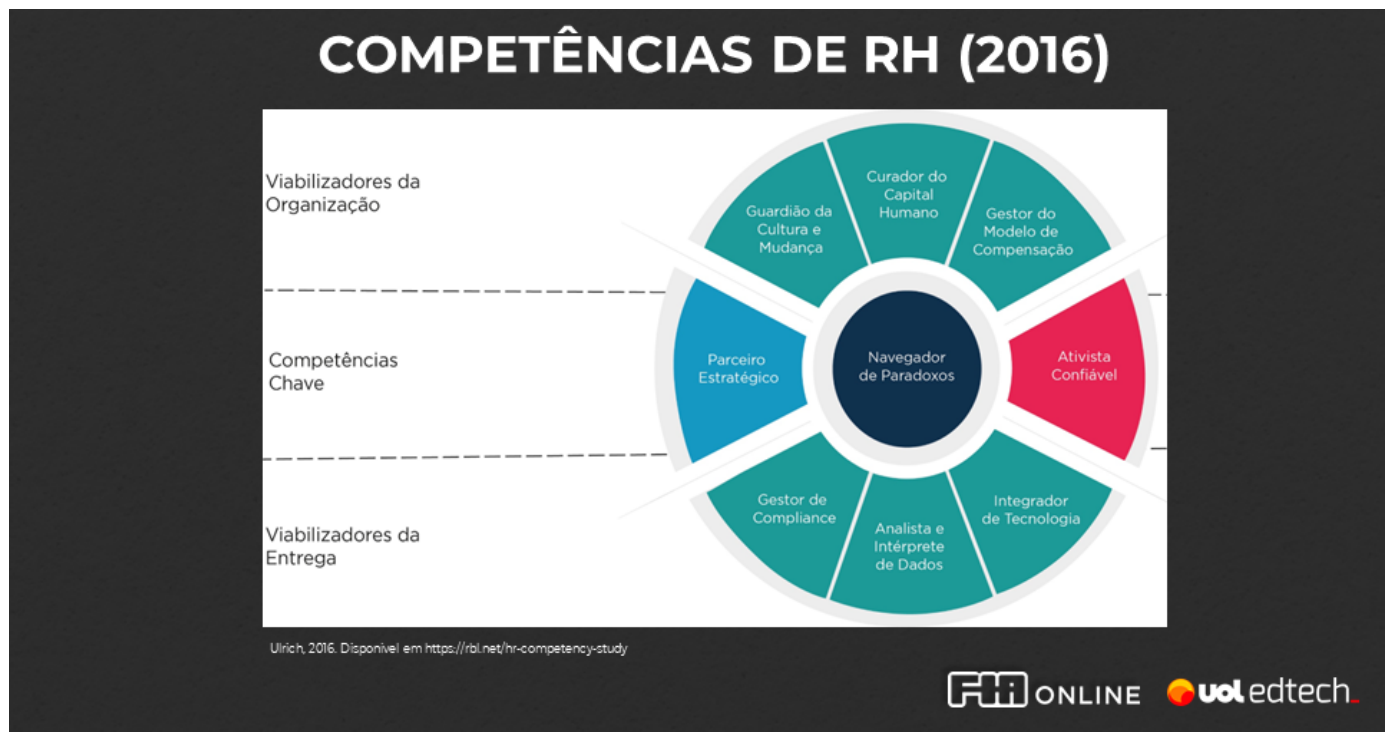 COMPETÊNCIAS DE RH (2016)
Viabilizadores da
Organização
Guardião da
Cultura e
Mudança
Curador do
Capital
Humano
Gestor do
Modelo de
Compensação
Competências
Chave
Parceiro
Estratégico
Navegador
de Paradoxos
Ativista
Confiável
Viabilizadores da
Entrega
Gestor de
Compliance
Analista e
Intérprete
de Dados
Integrador
de Tecnologia
Ulrich, 2016. Disponivel em https://rbl.net/hr-competency-study
FIA ONLINE
uol edtech_